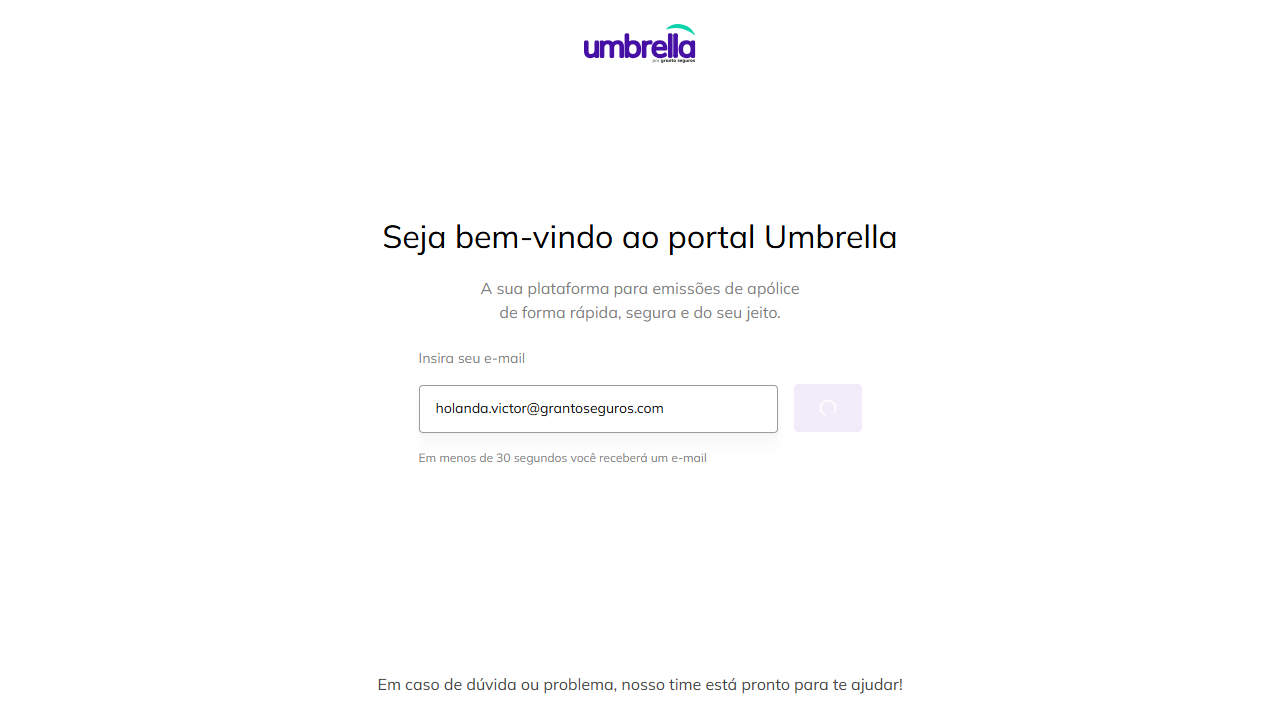 umbrella
por granto seguros
Seja bem-vindo ao portal Umbrella
A sua plataforma para emissões de apólice
de forma rápida, segura e do seu jeito.
Insira seu e-mail
holanda.victor@grantoseguros.com
Em menos de 30 segundos você receberá um e-mail
Em caso de dúvida ou problema, nosso time está pronto para te ajudar!